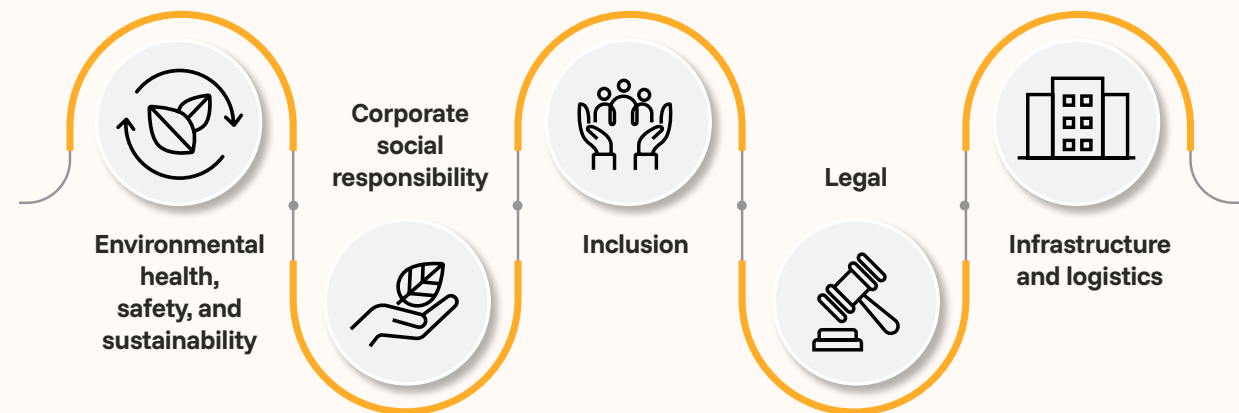 Environmental
health,
safety, and
sustainability
Corporate
social
responsibility
Inclusion
Legal
Infrastructure
and logistics